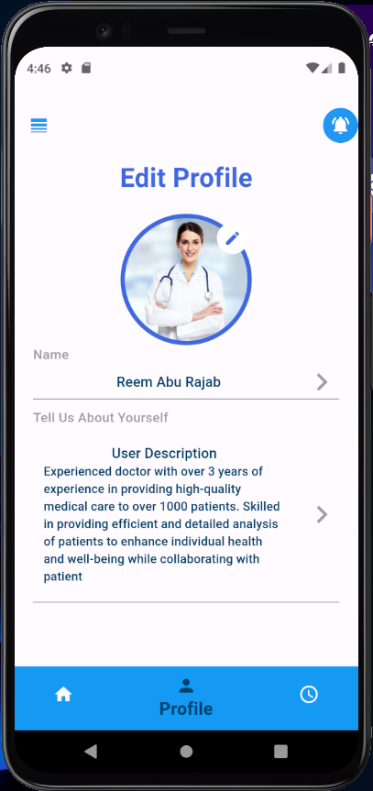 4:46
Edit Profile
Name
Reem Abu Rajab
Tell Us About Yourself
User Description
Experienced doctor with over 3 years of
experience in providing high-quality
medical care to over 1000 patients. Skilled
in providing efficient and detailed analysis
of patients to enhance individual health
and well-being while collaborating with
patient
Profile